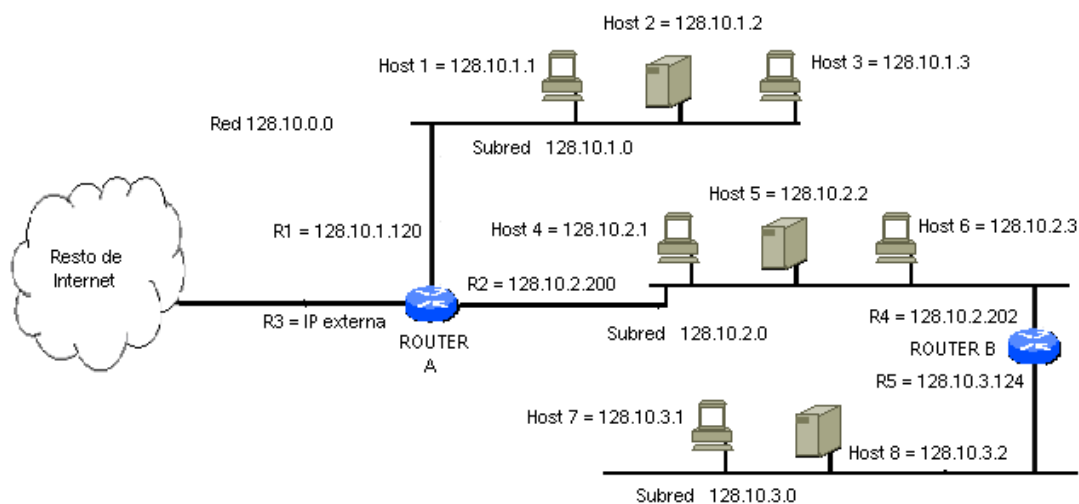 Host 2 = 128.10.1.2
Host 1 = 128.10.1.1
Host 3 = 128.10.1.3
Red 128.10.0.0
Subred 128.10.1.0
Host 5 = 128.10.2.2
Host 4 = 128.10.2.1
Host 6 = 128.10.2.3
R1 = 128.10.1.120
Resto de
Internet
R2 = 128.10.2.200
R3 = IP externa
ROUTER
A
Subred 128.10.2.0
R4 = 128.10.2.202
ROUTER B
R5 = 128.10.3.124
Host 7 = 128.10.3.1
Host 8 = 128.10.3.2
Subred 128.10.3.0